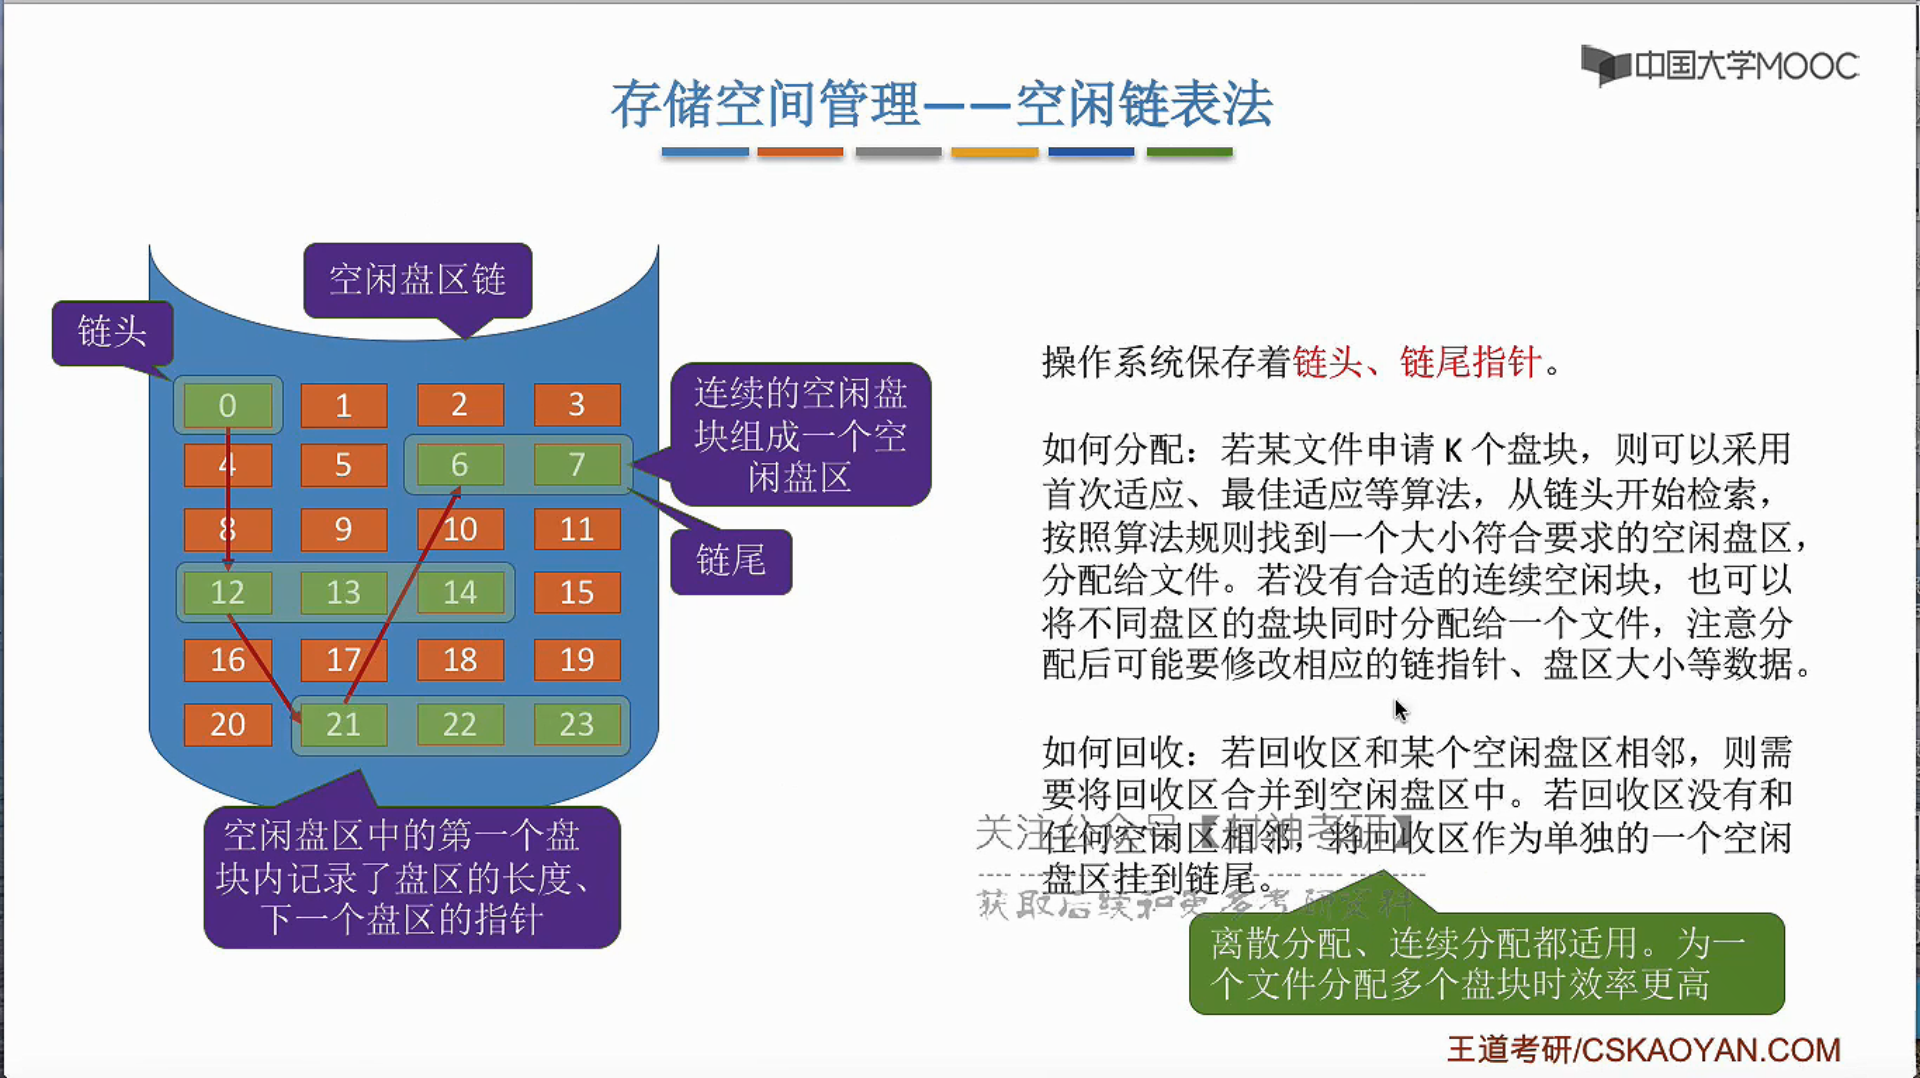 中国大学MOOC
存储空间管理——空闲链表法
空闲盘区链
链头
0 1 2 3
4 5 6 7
8 9 10 11
12 13 14 15
16 17 18 19
20 21 22 23
连续的空闲盘
块组成一个空
闲盘区
链尾
空闲盘区中的第一个盘
块内记录了盘区的长度、
下一个盘区的指针
操作系统保存着链头、链尾指针。
如何分配：若某文件申请 K 个盘块，则可以采用
首次适应、最佳适应等算法，从链头开始检索，
按照算法规则找到一个大小符合要求的空闲盘区，
分配给文件。若没有合适的连续空闲块，也可以
将不同盘区的盘块同时分配给一个文件，注意分
配后可能要修改相应的链指针、盘区大小等数据。
如何回收：若回收区和某个空闲盘区相邻，则需
要将回收区合并到空闲盘区中。若回收区没有和
任何空闲区相邻，将回收区作为单独的一个空闲
盘区挂到链尾。
关注公众号【封神考研】
获取后续和更多考研资料
离散分配、连续分配都适用。为一
个文件分配多个盘块时效率更高
王道考研/CSKAOYAN.COM